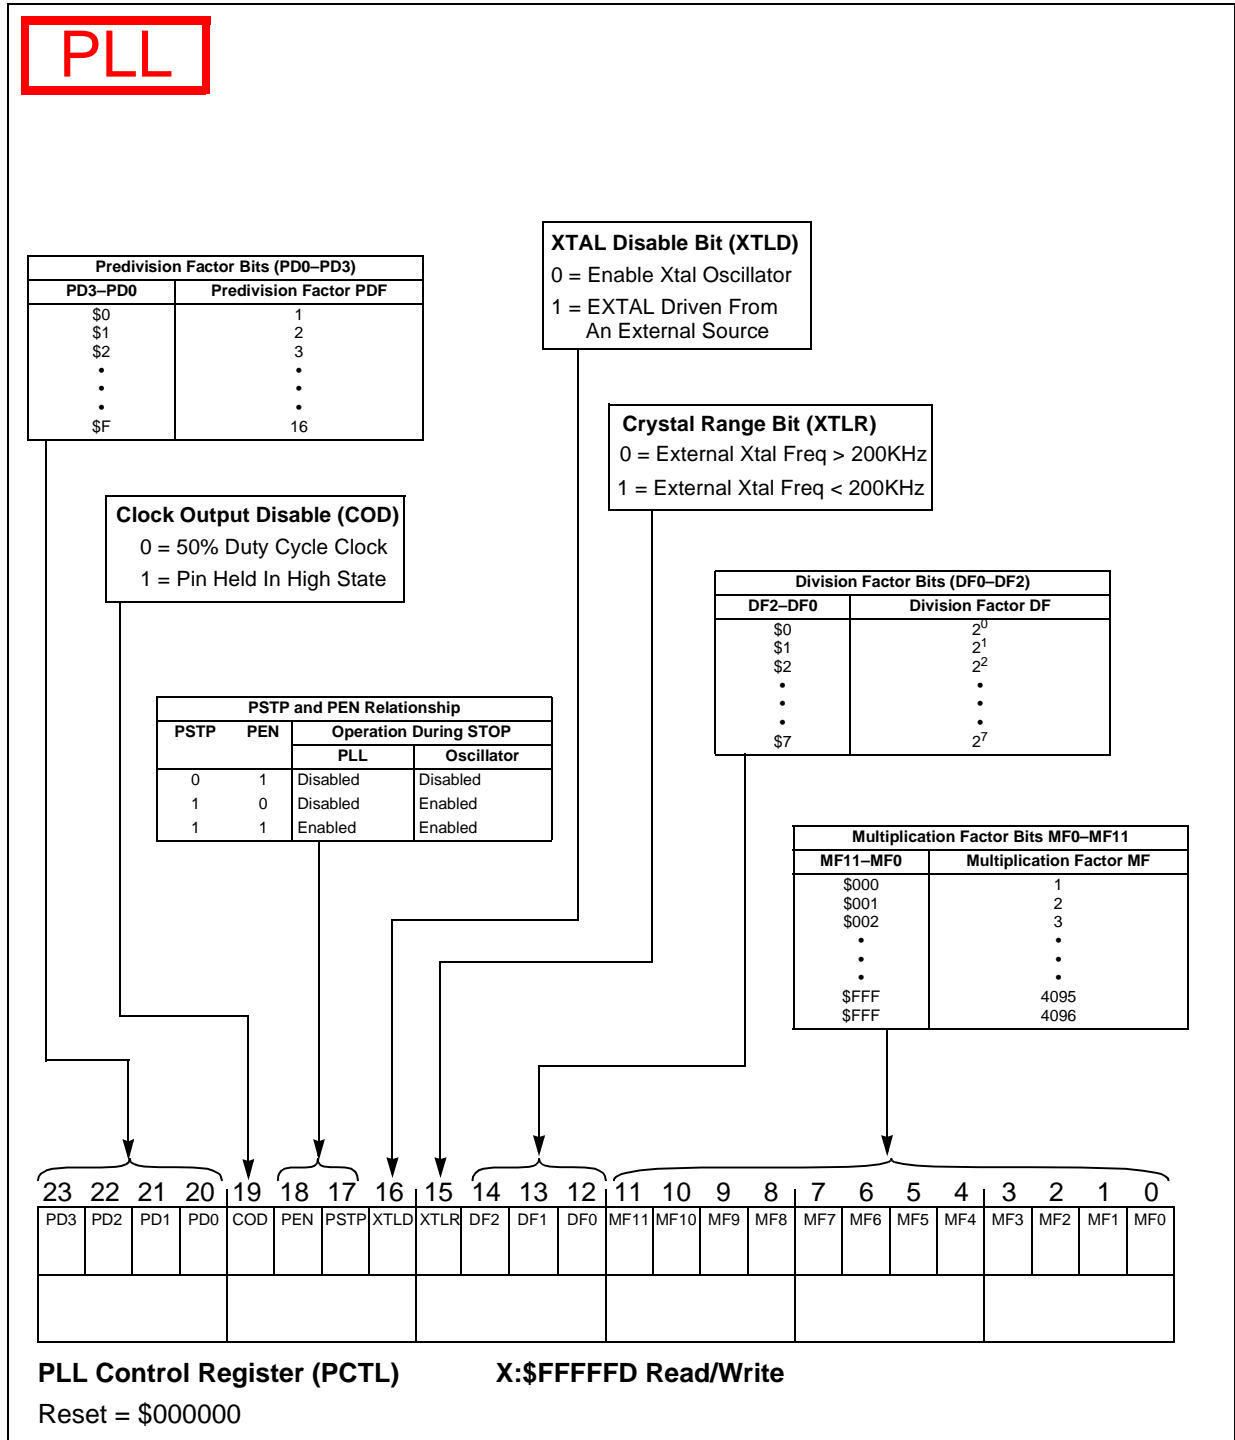 PLL
XTAL Disable Bit (XTLD)
0 = Enable Xtal Oscillator
1 = EXTAL Driven From
An External Source
Predivision Factor Bits (PD0–PD3)
PD3–PD0 Predivision Factor PDF
$0 1
$1 2
$2 3
• •
• •
• •
$F 16
Crystal Range Bit (XTLR)
0 = External Xtal Freq > 200KHz
1 = External Xtal Freq < 200KHz
Clock Output Disable (COD)
0 = 50% Duty Cycle Clock
1 = Pin Held In High State
Division Factor Bits (DF0–DF2)
DF2–DF0 Division Factor DF
$0 2⁰
$1 2¹
$2 2²
• •
• •
• •
$7 2⁷
PSTP and PEN Relationship
PSTP PEN Operation During STOP
PLL Oscillator
0 1 Disabled Disabled
1 0 Disabled Enabled
1 1 Enabled Enabled
Multiplication Factor Bits MF0–MF11
MF11–MF0 Multiplication Factor MF
$000 1
$001 2
$002 3
• •
• •
• •
$FFF 4095
$FFF 4096
23 22 21 20 19 18 17 16 15 14 13 12 11 10 9 8 7 6 5 4 3 2 1 0
PD3 PD2 PD1 PD0 COD PEN PSTP XTLD XTLR DF2 DF1 DF0 MF11 MF10 MF9 MF8 MF7 MF6 MF5 MF4 MF3 MF2 MF1 MF0
PLL Control Register (PCTL) X:$FFFFFD Read/Write
Reset = $000000